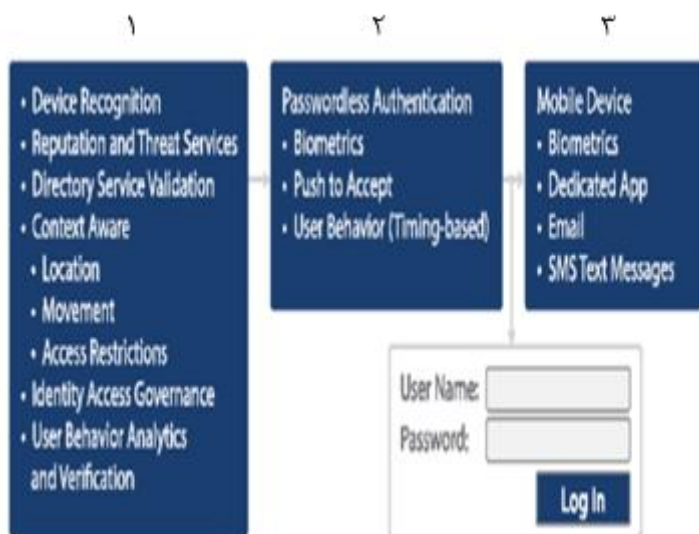 ١
٢
٣
• Device Recognition
• Reputation and Threat Services
• Directory Service Validation
• Context Aware
• Location
• Movement
• Access Restrictions
• Identity Access Governance
• User Behavior Analytics
and Verification
Passwordless Authentication
• Biometrics
• Push to Accept
• User Behavior (Timing-based)
Mobile Device
• Biometrics
• Dedicated App
• Email
• SMS Text Messages
User Name:
Password:
Log In